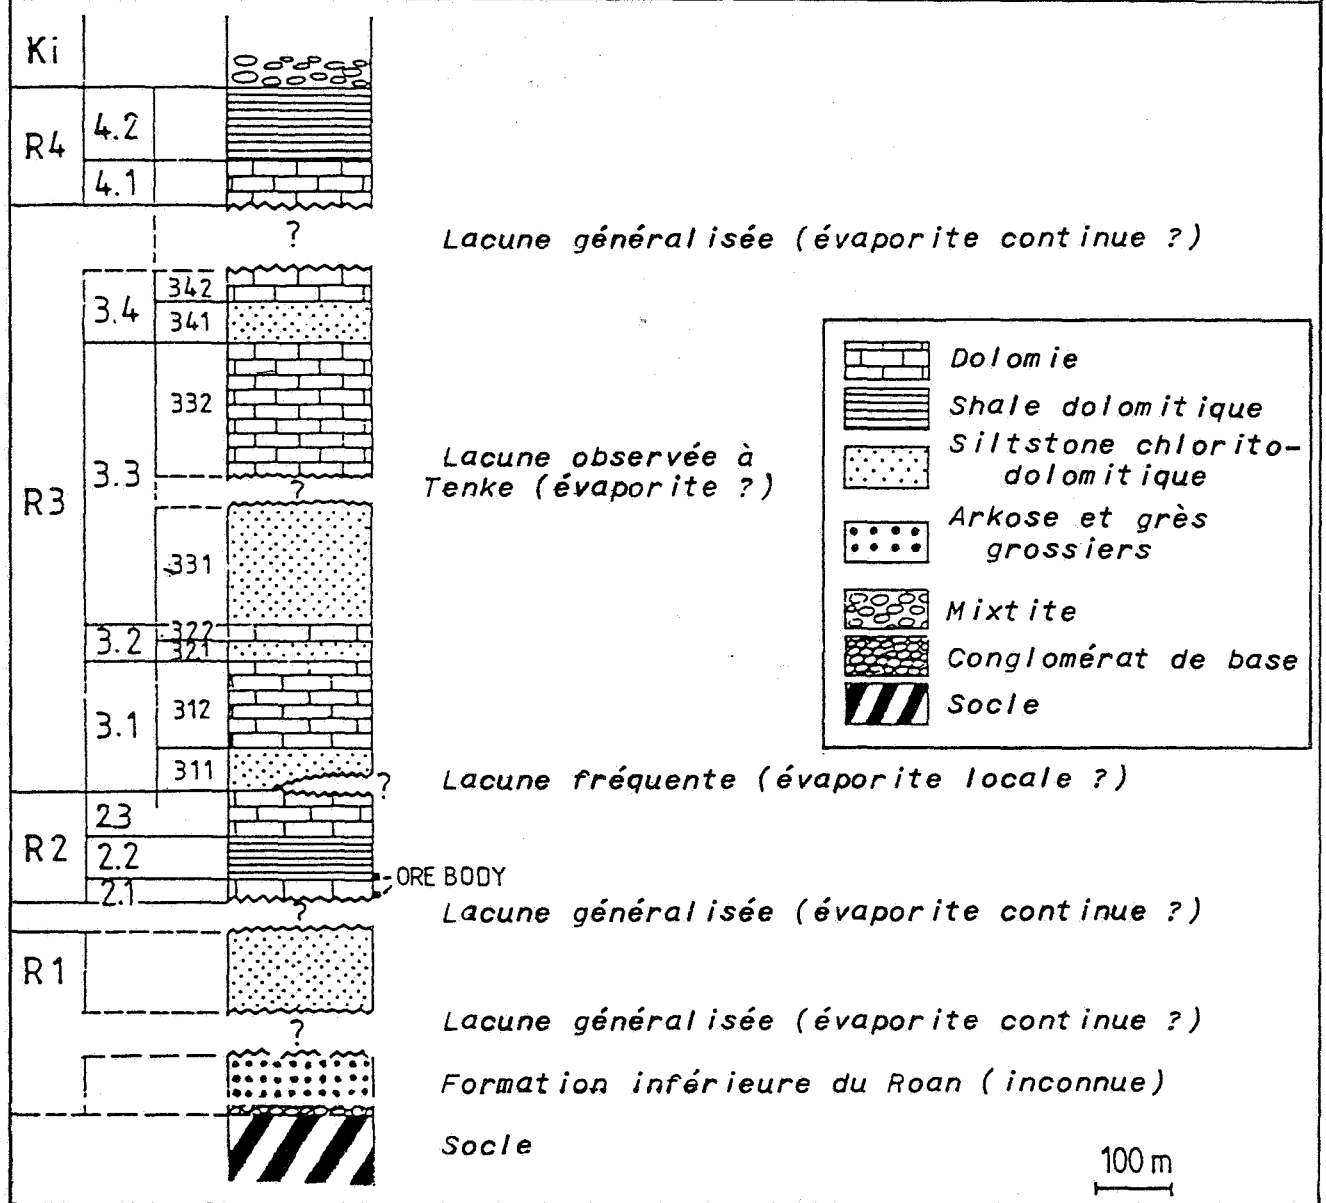 Ki
R4
4.2
4.1
?
Lacune généralisée (évaporite continue ?)
R3
3.4
342
341
3.3
332
Lacune observée à
Tenke (évaporite ?)
?
331
3.2
322
321
3.1
312
311
?
Lacune fréquente (évaporite locale ?)
R2
2.3
2.2
2.1
ORE BODY
?
Lacune généralisée (évaporite continue ?)
R1
?
Lacune généralisée (évaporite continue ?)
Formation inférieure du Roan (inconnue)
Socle
Dolomie
Shale dolomitique
Siltstone chlorito-
dolomitique
Arkose et grès
grossiers
Mixtite
Conglomérat de base
Socle
100 m